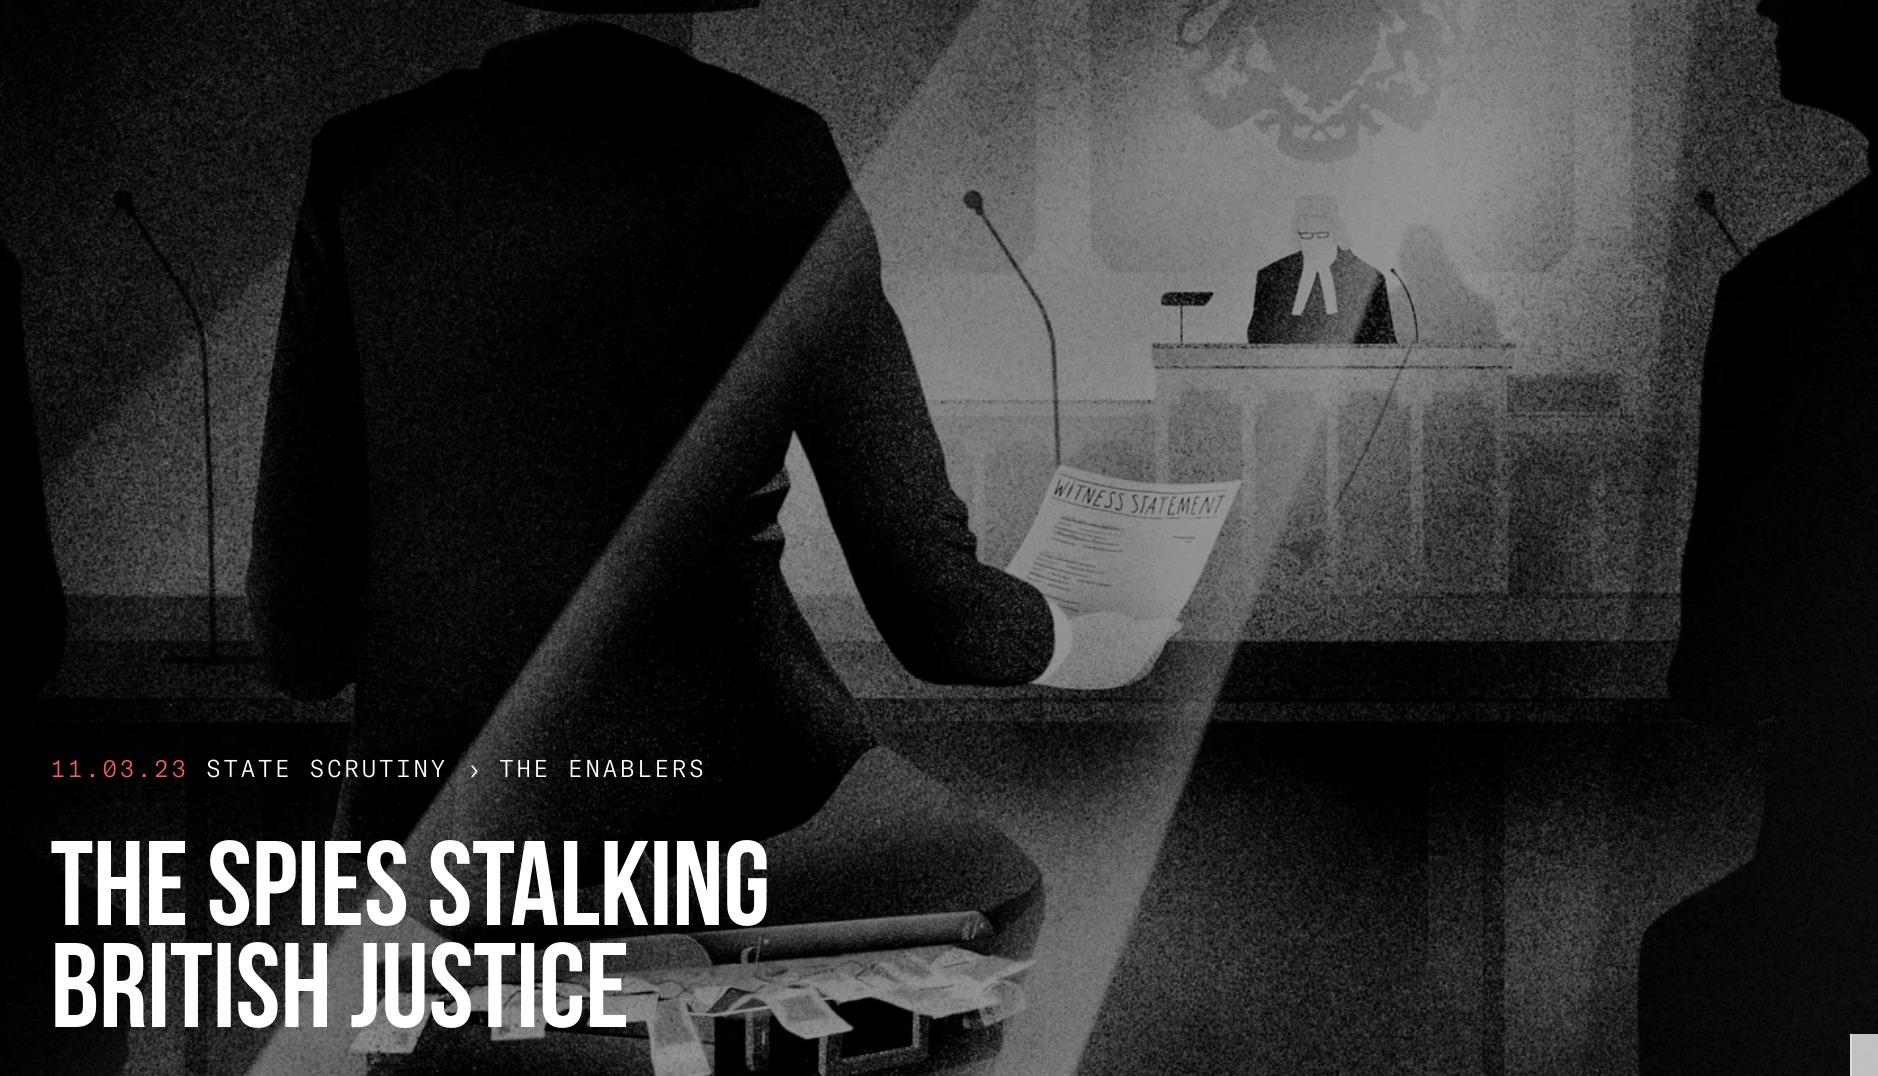 WITNESS STATEMENT
11.03.23 STATE SCRUTINY › THE ENABLERS
THE SPIES STALKING
BRITISH JUSTICE